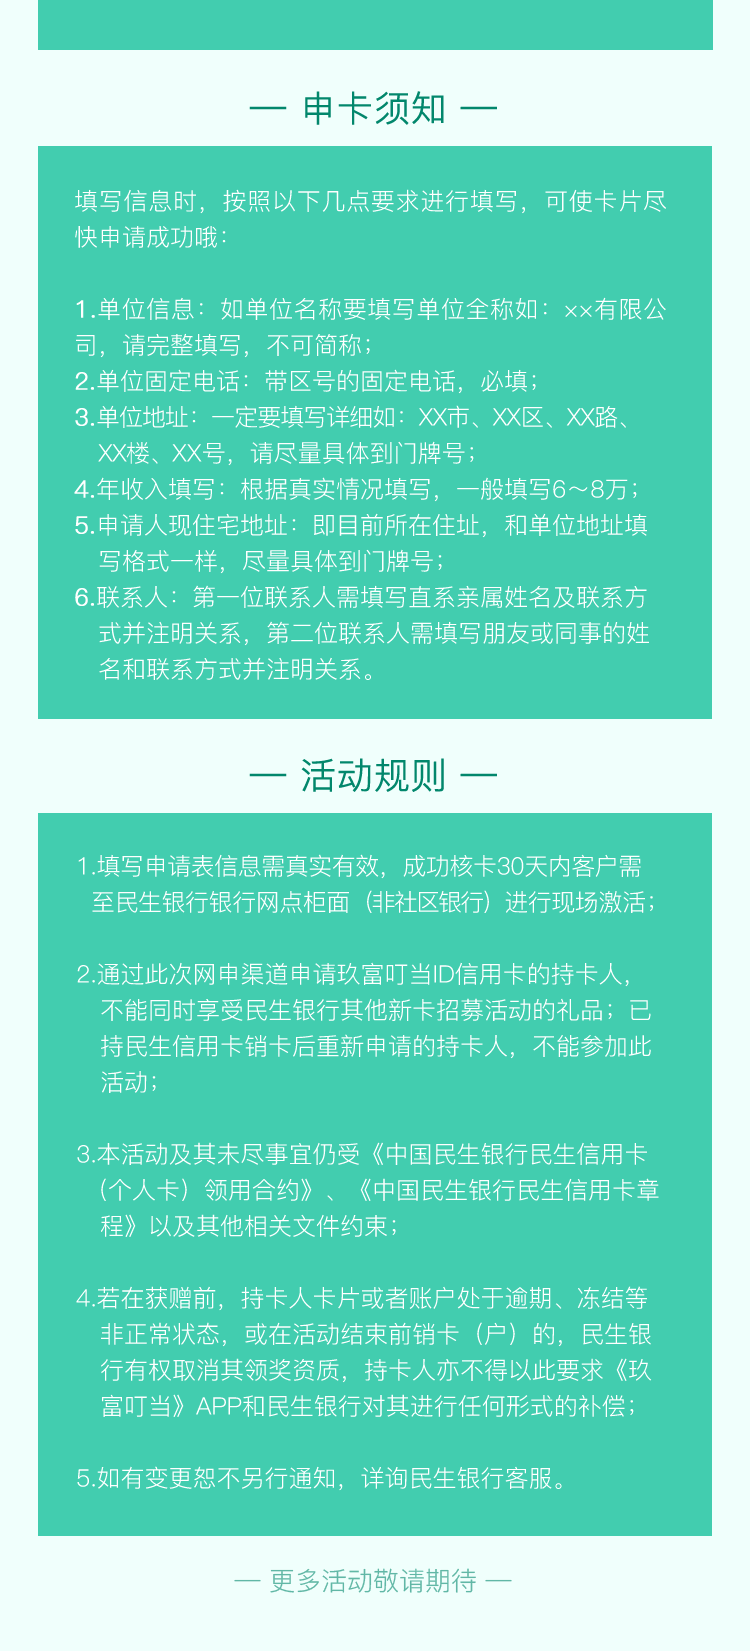 — 申卡须知 —
填写信息时，按照以下几点要求进行填写，可使卡片尽
快申请成功哦：
1.单位信息：如单位名称要填写单位全称如：××有限公
司，请完整填写，不可简称；
2.单位固定电话：带区号的固定电话，必填；
3.单位地址：一定要填写详细如：XX市、XX区、XX路、
XX楼、XX号，请尽量具体到门牌号；
4.年收入填写：根据真实情况填写，一般填写6～8万；
5.申请人现住宅地址：即目前所在住址，和单位地址填
写格式一样，尽量具体到门牌号；
6.联系人：第一位联系人需填写直系亲属姓名及联系方
式并注明关系，第二位联系人需填写朋友或同事的姓
名和联系方式并注明关系。
— 活动规则 —
1.填写申请表信息需真实有效，成功核卡30天内客户需
至民生银行银行网点柜面（非社区银行）进行现场激活；
2.通过此次网申渠道申请玖富叮当ID信用卡的持卡人，
不能同时享受民生银行其他新卡招募活动的礼品；已
持民生信用卡销卡后重新申请的持卡人，不能参加此
活动；
3.本活动及其未尽事宜仍受《中国民生银行民生信用卡
（个人卡）领用合约》、《中国民生银行民生信用卡章
程》以及其他相关文件约束；
4.若在获赠前，持卡人卡片或者账户处于逾期、冻结等
非正常状态，或在活动结束前销卡（户）的，民生银
行有权取消其领奖资质，持卡人亦不得以此要求《玖
富叮当》APP和民生银行对其进行任何形式的补偿；
5.如有变更恕不另行通知，详询民生银行客服。
— 更多活动敬请期待 —